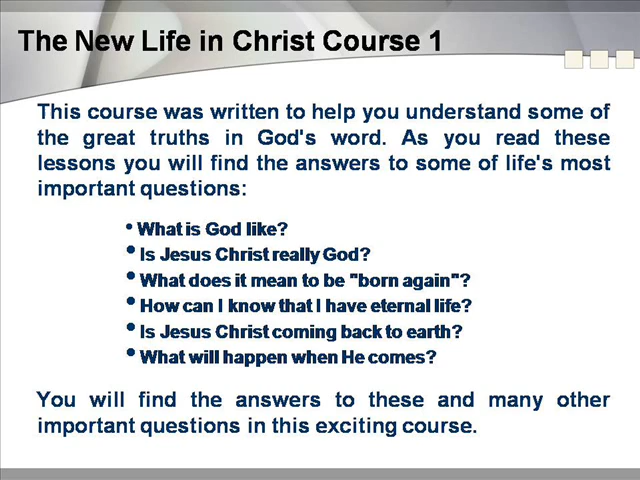 The New Life in Christ Course 1
This course was written to help you understand some of
the great truths in God's word. As you read these
lessons you will find the answers to some of life's most
important questions:
• What is God like?
• Is Jesus Christ really God?
• What does it mean to be "born again"?
• How can I know that I have eternal life?
• Is Jesus Christ coming back to earth?
• What will happen when He comes?
You will find the answers to these and many other
important questions in this exciting course.